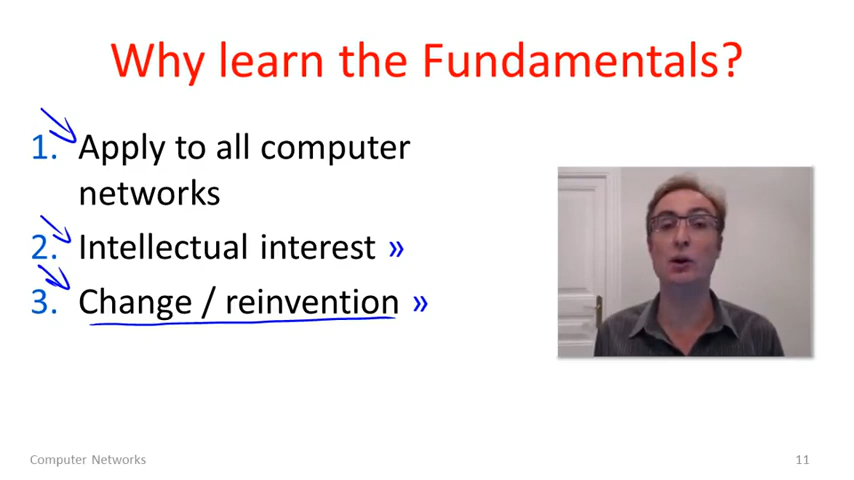 Why learn the Fundamentals?
1. Apply to all computer
networks
2. Intellectual interest »
3. Change / reinvention »
Computer Networks
11